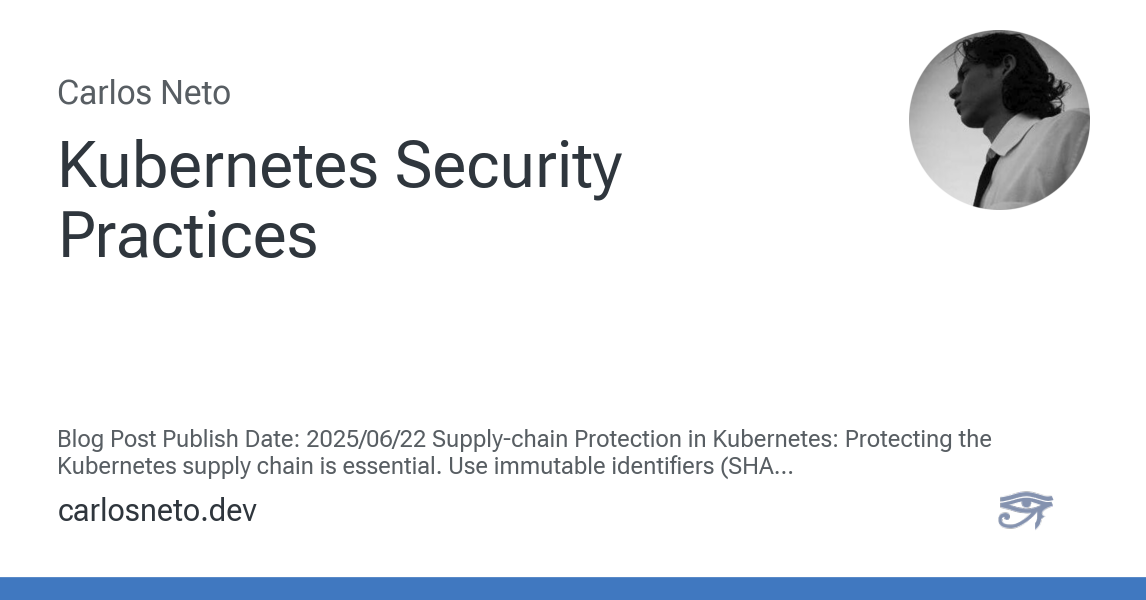 Carlos Neto
Kubernetes Security
Practices
Blog Post Publish Date: 2025/06/22 Supply-chain Protection in Kubernetes: Protecting the
Kubernetes supply chain is essential. Use immutable identifiers (SHA...
carlosneto.dev